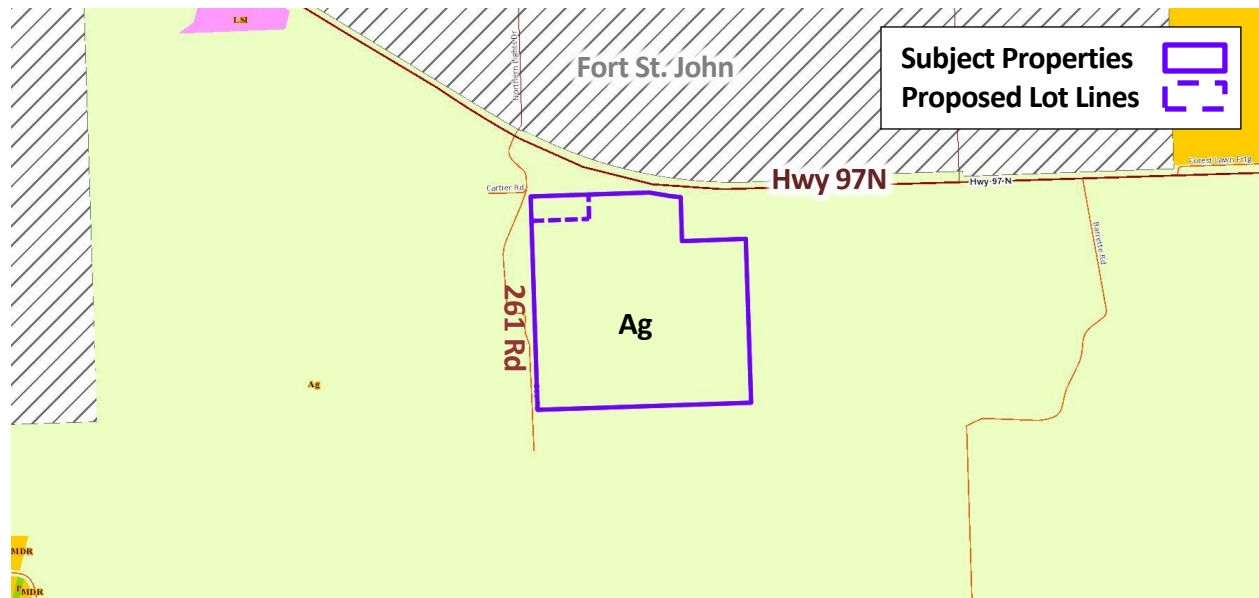 LSI
Northern Lights Dr
Fort St. John
Subject Properties
Proposed Lot Lines
Forest Lawn Frtg
Cartier Rd
Hwy 97N
Hwy 97-N
Barrette Rd
261 Rd
Ag
Ag
MDR
P
MDR